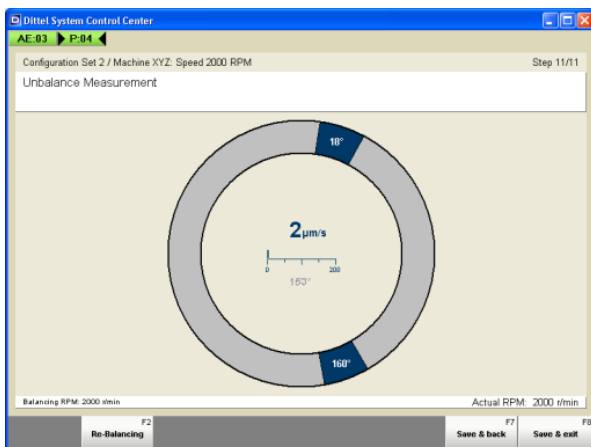 Dittel System Control Center
AE:03 P:04
Configuration Set 2 / Machine XYZ: Speed 2000 RPM Step 11/11
Unbalance Measurement
18°
2µm/s
0 200
160°
Balancing RPM: 2000 r/min Actual RPM: 2000 r/min
F2 F7 F8
Re-Balancing Save & back Save & exit